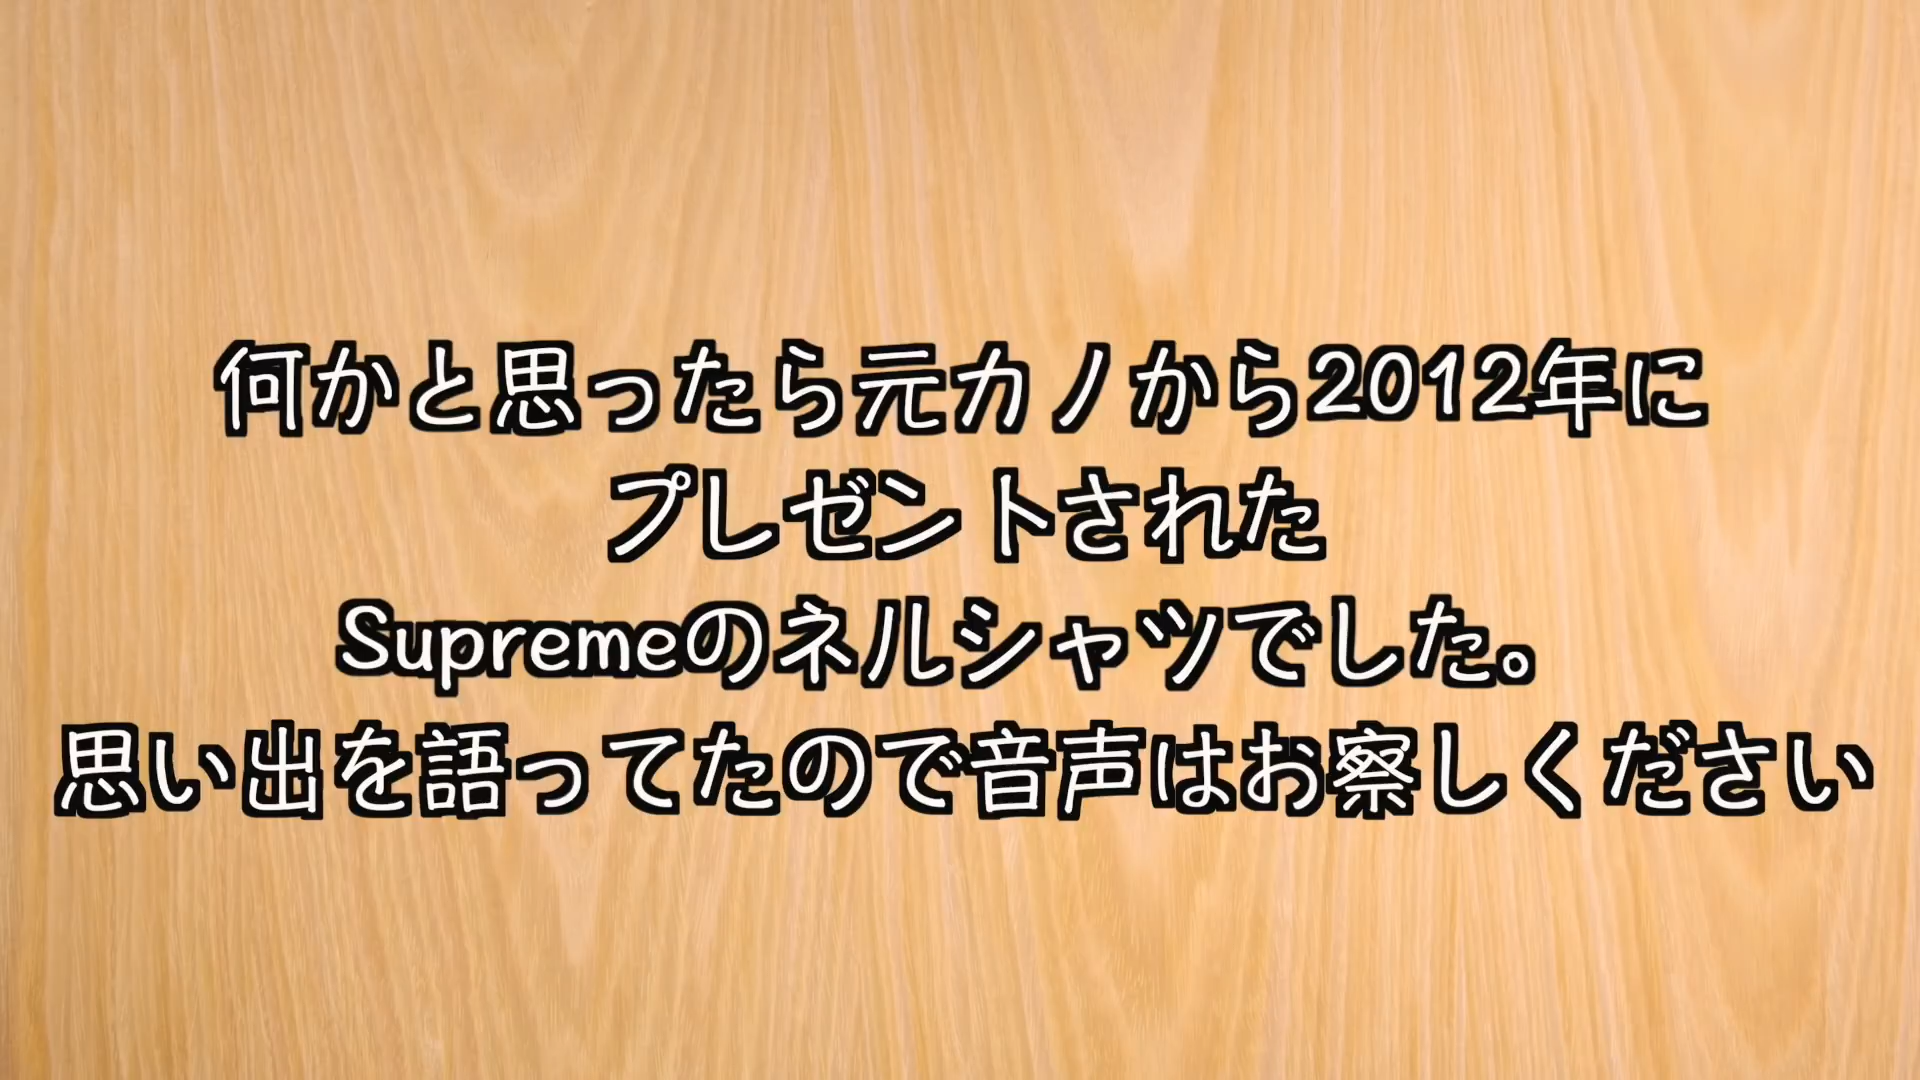 何かと思ったら元カノから2012年に
プレゼントされた
Supremeのネルシャツでした。
思い出を語ってたので音声はお察しください